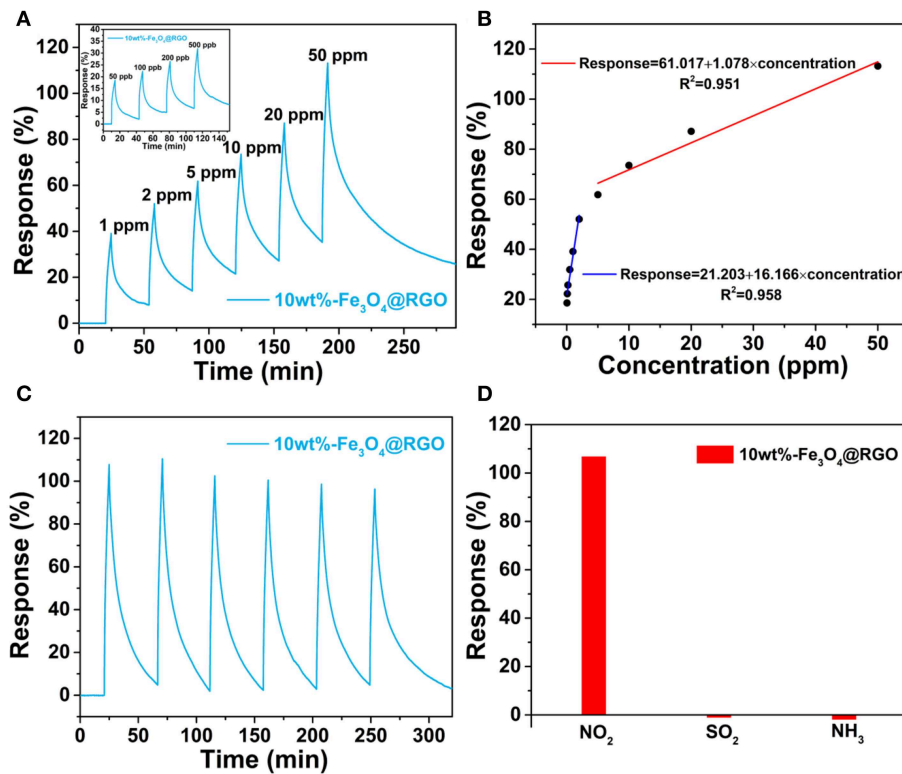 A
Response (%)
120
100
80
60
40
20
0
0 50 100 150 200 250
Time (min)
1 ppm
2 ppm
5 ppm
10 ppm
20 ppm
50 ppm
10wt%-Fe₃O₄@RGO
Response (%)
40
35
30
25
20
15
10
5
0
0 20 40 60 80 100 120 140
Time (min)
10wt%-Fe₃O₄@RGO
50 ppb
100 ppb
200 ppb
500 ppb
B
Response (%)
120
100
80
60
40
20
0 10 20 30 40 50
Concentration (ppm)
Response=61.017+1.078×concentration
R²=0.951
Response=21.203+16.166×concentration
R²=0.958
C
Response (%)
120
100
80
60
40
20
0
0 50 100 150 200 250 300
Time (min)
10wt%-Fe₃O₄@RGO
D
Response (%)
120
100
80
60
40
20
0
NO₂ SO₂ NH₃
10wt%-Fe₃O₄@RGO